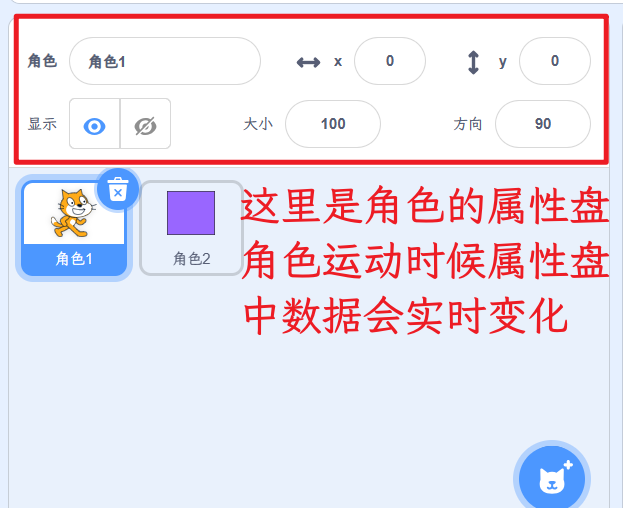 角色 角色1 x 0 y 0
显示 大小 100 方向 90
角色1 角色2
这里是角色的属性盘
角色运动时候属性盘
中数据会实时变化